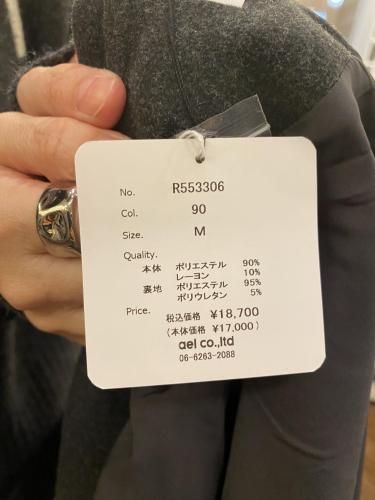 No. R553306
Col. 90
Size. M
Quality.
本体 ポリエステル 90%
レーヨン 10%
裏地 ポリエステル 95%
ポリウレタン 5%
Price. 税込価格 ¥18,700
(本体価格 ¥17,000)
ael co.,ltd
06-6263-2088